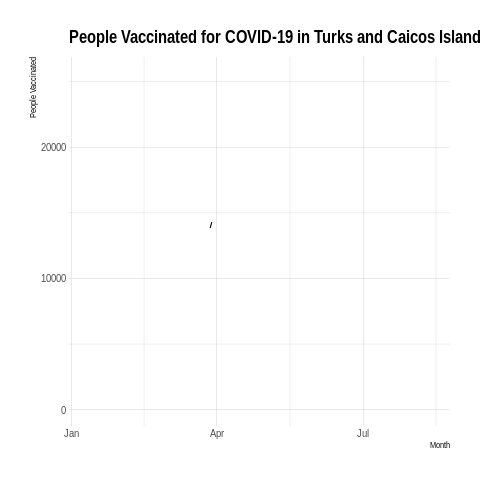 People Vaccinated for COVID-19 in Turks and Caicos Island
People Vaccinated
20000
10000
0
Jan Apr Jul
Month